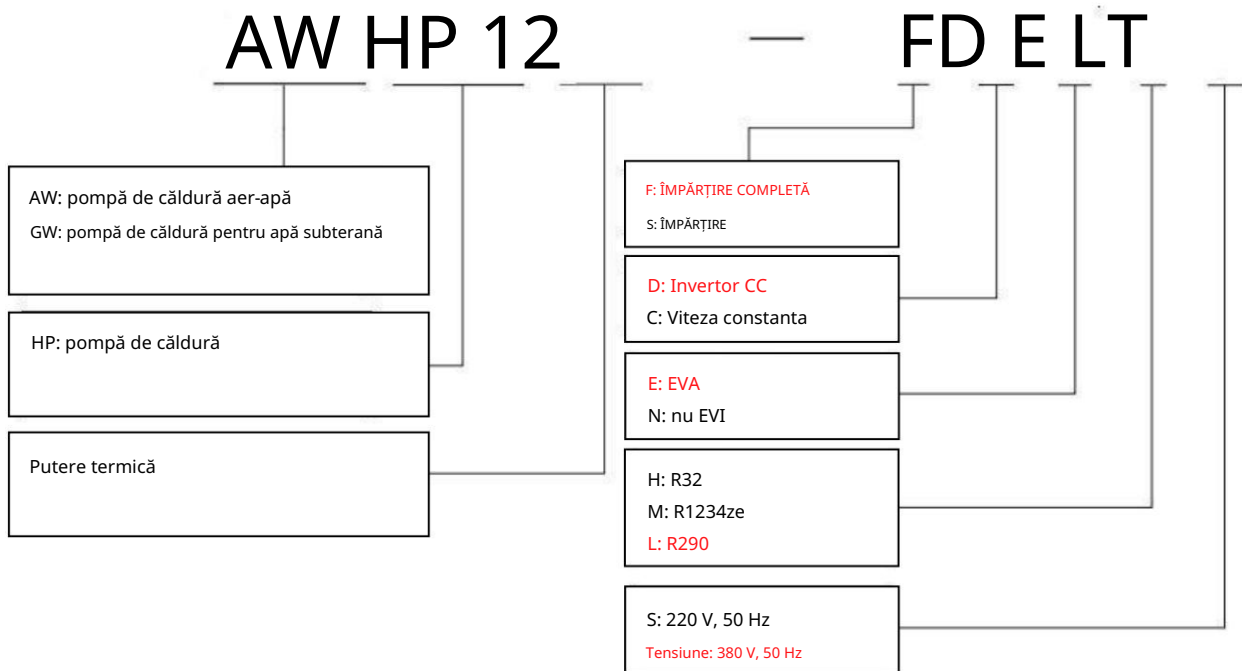 AW HP 12 — FD E LT
AW: pompă de căldură aer-apă
GW: pompă de căldură pentru apă subterană
HP: pompă de căldură
Putere termică
F: ÎMPĂRȚIRE COMPLETĂ
S: ÎMPĂRȚIRE
D: Invertor CC
C: Viteza constanta
E: EVA
N: nu EVI
H: R32
M: R1234ze
L: R290
S: 220 V, 50 Hz
Tensiune: 380 V, 50 Hz